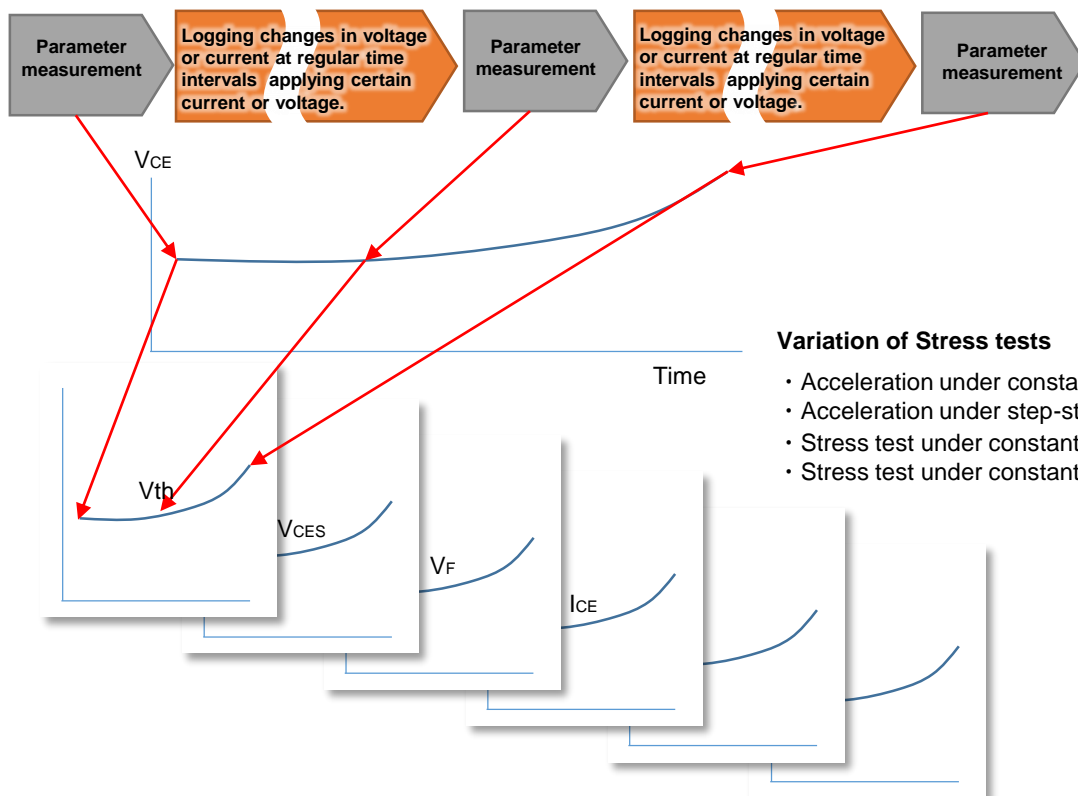 Parameter
measurement
Logging changes in voltage
or current at regular time
intervals applying certain
current or voltage.
Parameter
measurement
Logging changes in voltage
or current at regular time
intervals applying certain
current or voltage.
Parameter
measurement
VCE
Time
Variation of Stress tests
・Acceleration under consta
・Acceleration under step-st
・Stress test under constant
・Stress test under constant
Vth
VCES
VF
ICE